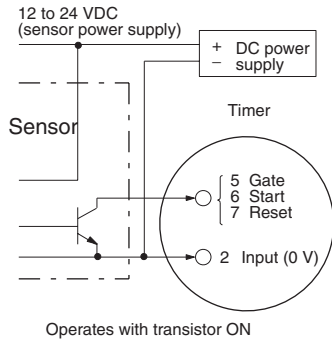 12 to 24 VDC
(sensor power supply)
+ DC power
− supply
Timer
Sensor
5 Gate
6 Start
7 Reset
2 Input (0 V)
Operates with transistor ON